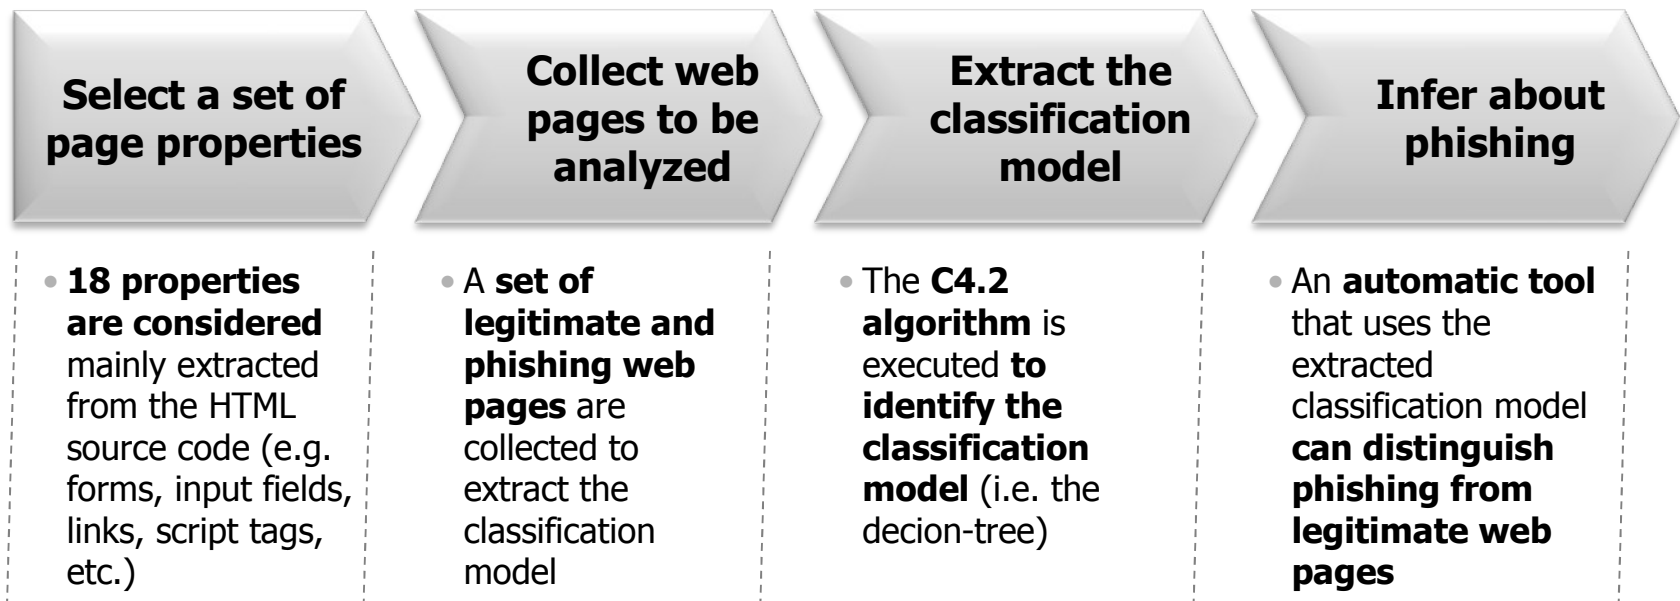 Select a set of
page properties
Collect web
pages to be
analyzed
Extract the
classification
model
Infer about
phishing
• 18 properties
are considered
mainly extracted
from the HTML
source code (e.g.
forms, input fields,
links, script tags,
etc.)
• A set of
legitimate and
phishing web
pages are
collected to
extract the
classification
model
• The C4.2
algorithm is
executed to
identify the
classification
model (i.e. the
decion-tree)
• An automatic tool
that uses the
extracted
classification model
can distinguish
phishing from
legitimate web
pages